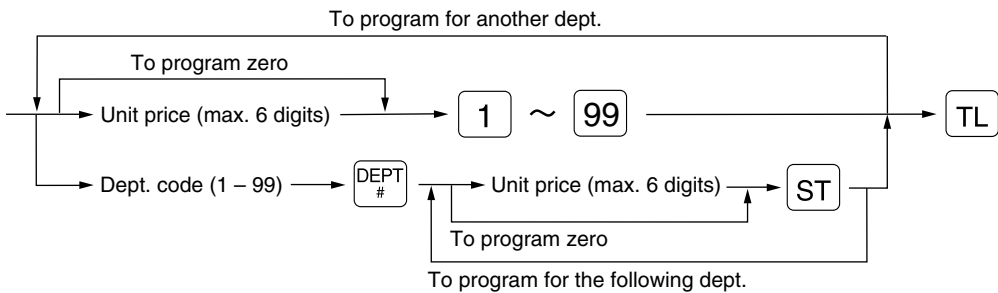 To program for another dept.
To program zero
Unit price (max. 6 digits)
1 ～ 99
TL
Dept. code (1 – 99)
DEPT
#
Unit price (max. 6 digits)
ST
To program zero
To program for the following dept.